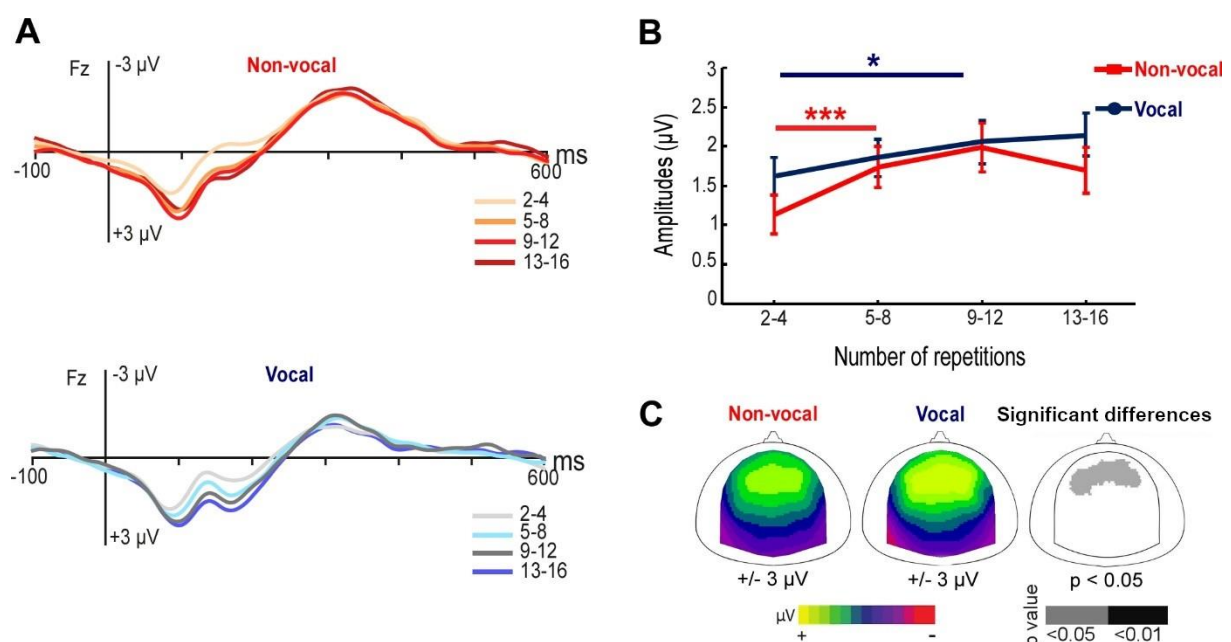 A
Fz
-3 µV
Non-vocal
-100
ms
600
+3 µV
2-4
5-8
9-12
13-16
Fz
-3 µV
Vocal
-100
ms
600
+3 µV
2-4
5-8
9-12
13-16
B
3
2.5
2
1.5
1
0.5
0
Amplitudes (µV)
*
***
Non-vocal
Vocal
2-4
5-8
9-12
13-16
Number of repetitions
C
Non-vocal
Vocal
Significant differences
+/- 3 µV
+/- 3 µV
p < 0.05
µV
+
-
p value
<0.05
<0.01